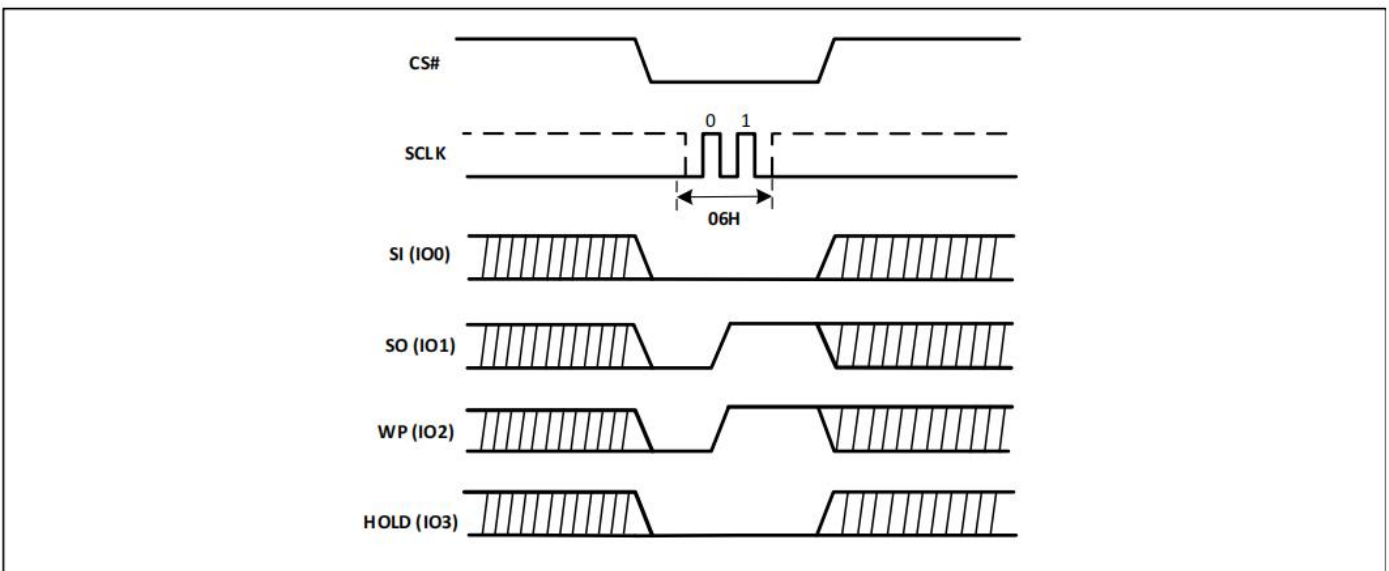 CS#
0 1
SCLK
06H
SI (IO0)
SO (IO1)
WP (IO2)
HOLD (IO3)